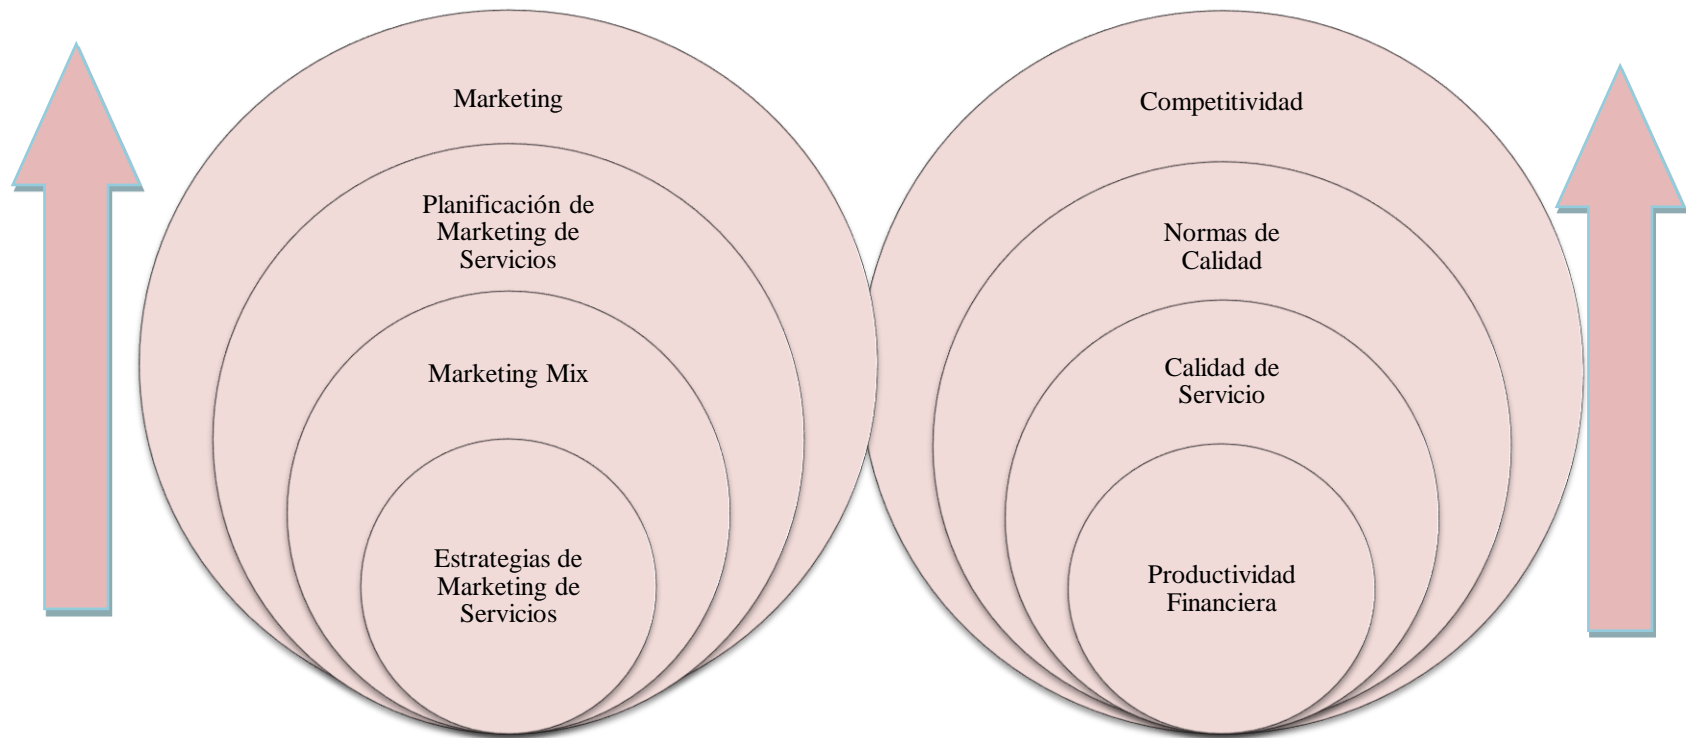 Marketing
Planificación de
Marketing de
Servicios
Marketing Mix
Estrategias de
Marketing de
Servicios
Competitividad
Normas de
Calidad
Calidad de
Servicio
Productividad
Financiera